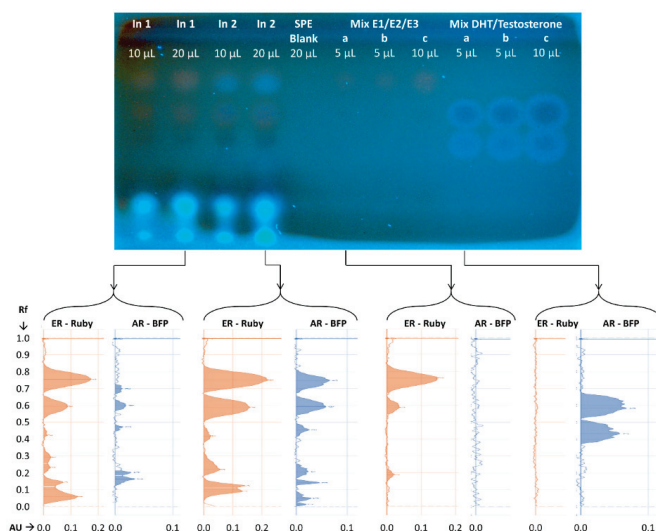 In 1 In 1 In 2 In 2 SPE Blank Mix E1/E2/E3 Mix DHT/Testosterone
a b c a b c
10 µL 20 µL 10 µL 20 µL 20 µL 5 µL 5 µL 10 µL 5 µL 5 µL 10 µL
Rf ER - Ruby AR - BFP ER - Ruby AR - BFP ER - Ruby AR - BFP ER - Ruby AR - BFP
1.0
0.9
0.8
0.7
0.6
0.5
0.4
0.3
0.2
0.1
0.0
AU 0.0 0.1 0.2 0.0 0.1 0.0 0.1 0.2 0.0 0.1 0.0 0.1 0.2 0.0 0.1 0.0 0.1 0.2 0.0 0.1